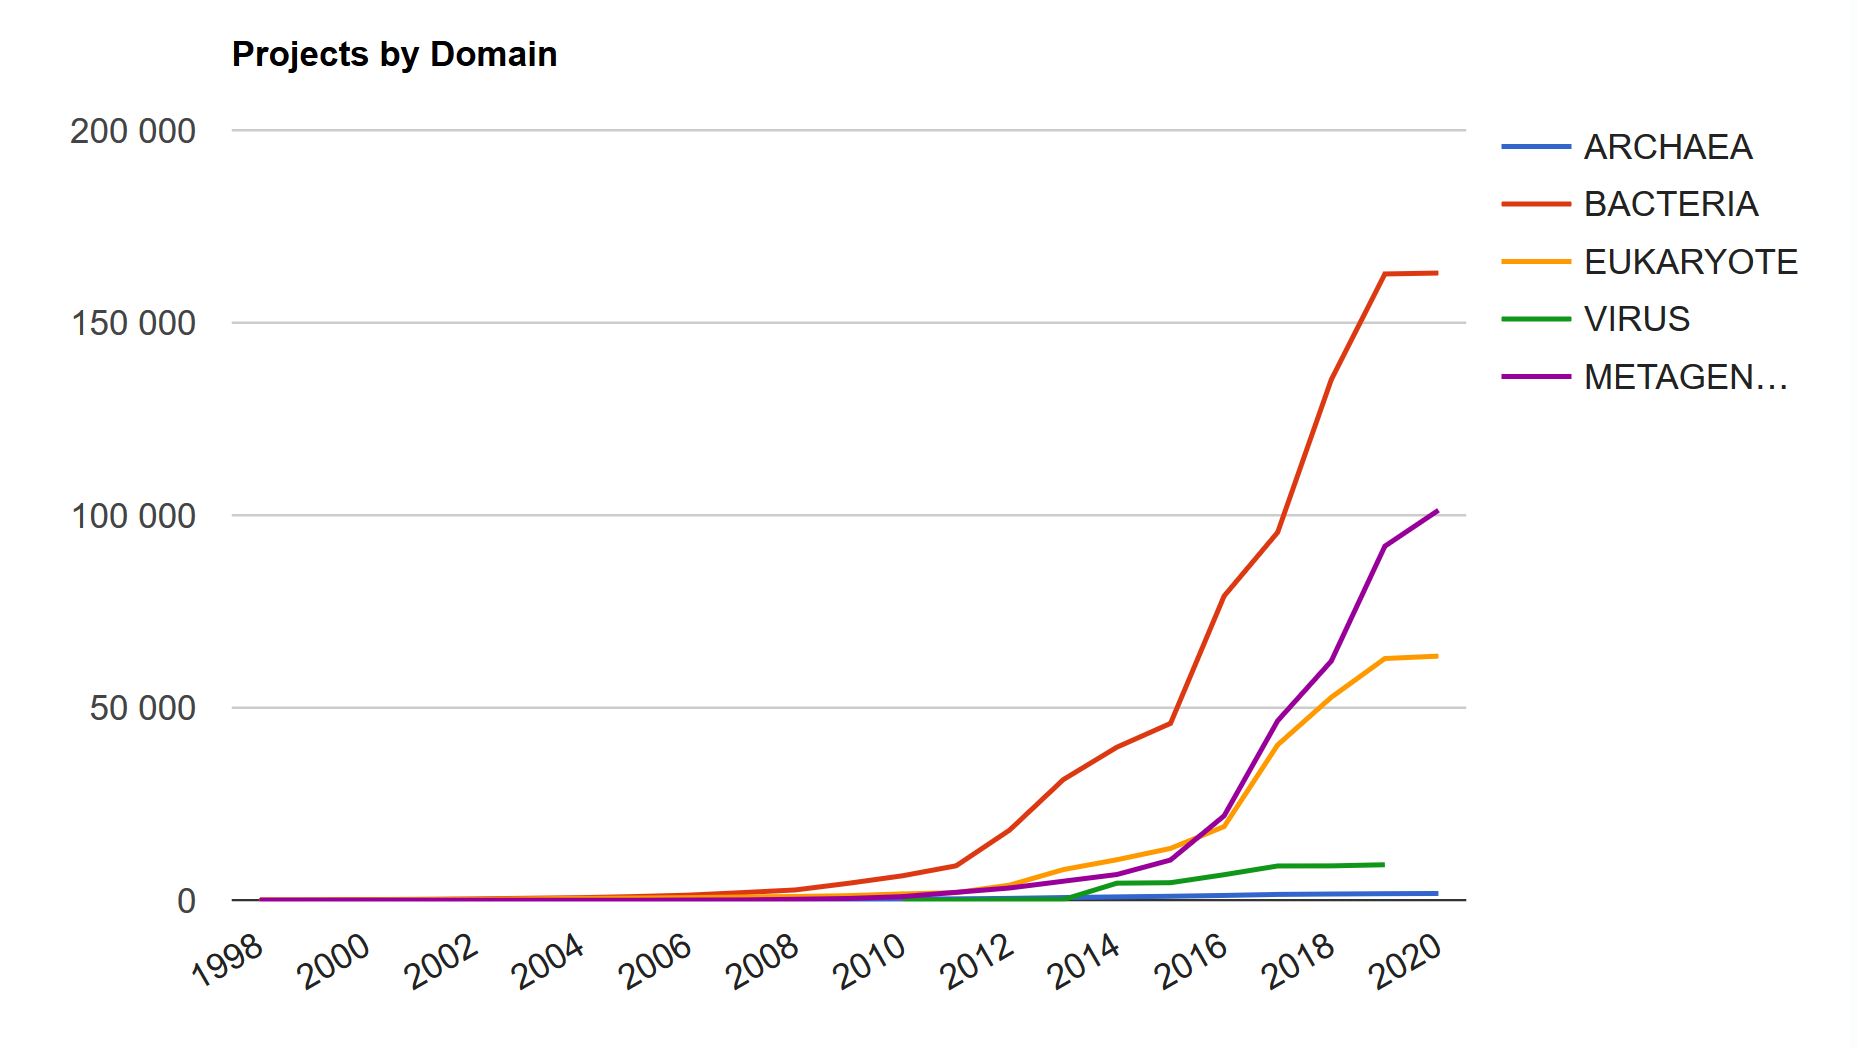 Projects by Domain
200 000
150 000
100 000
50 000
0
1998
2000
2002
2004
2006
2008
2010
2012
2014
2016
2018
2020
ARCHAEA
BACTERIA
EUKARYOTE
VIRUS
METAGEN…